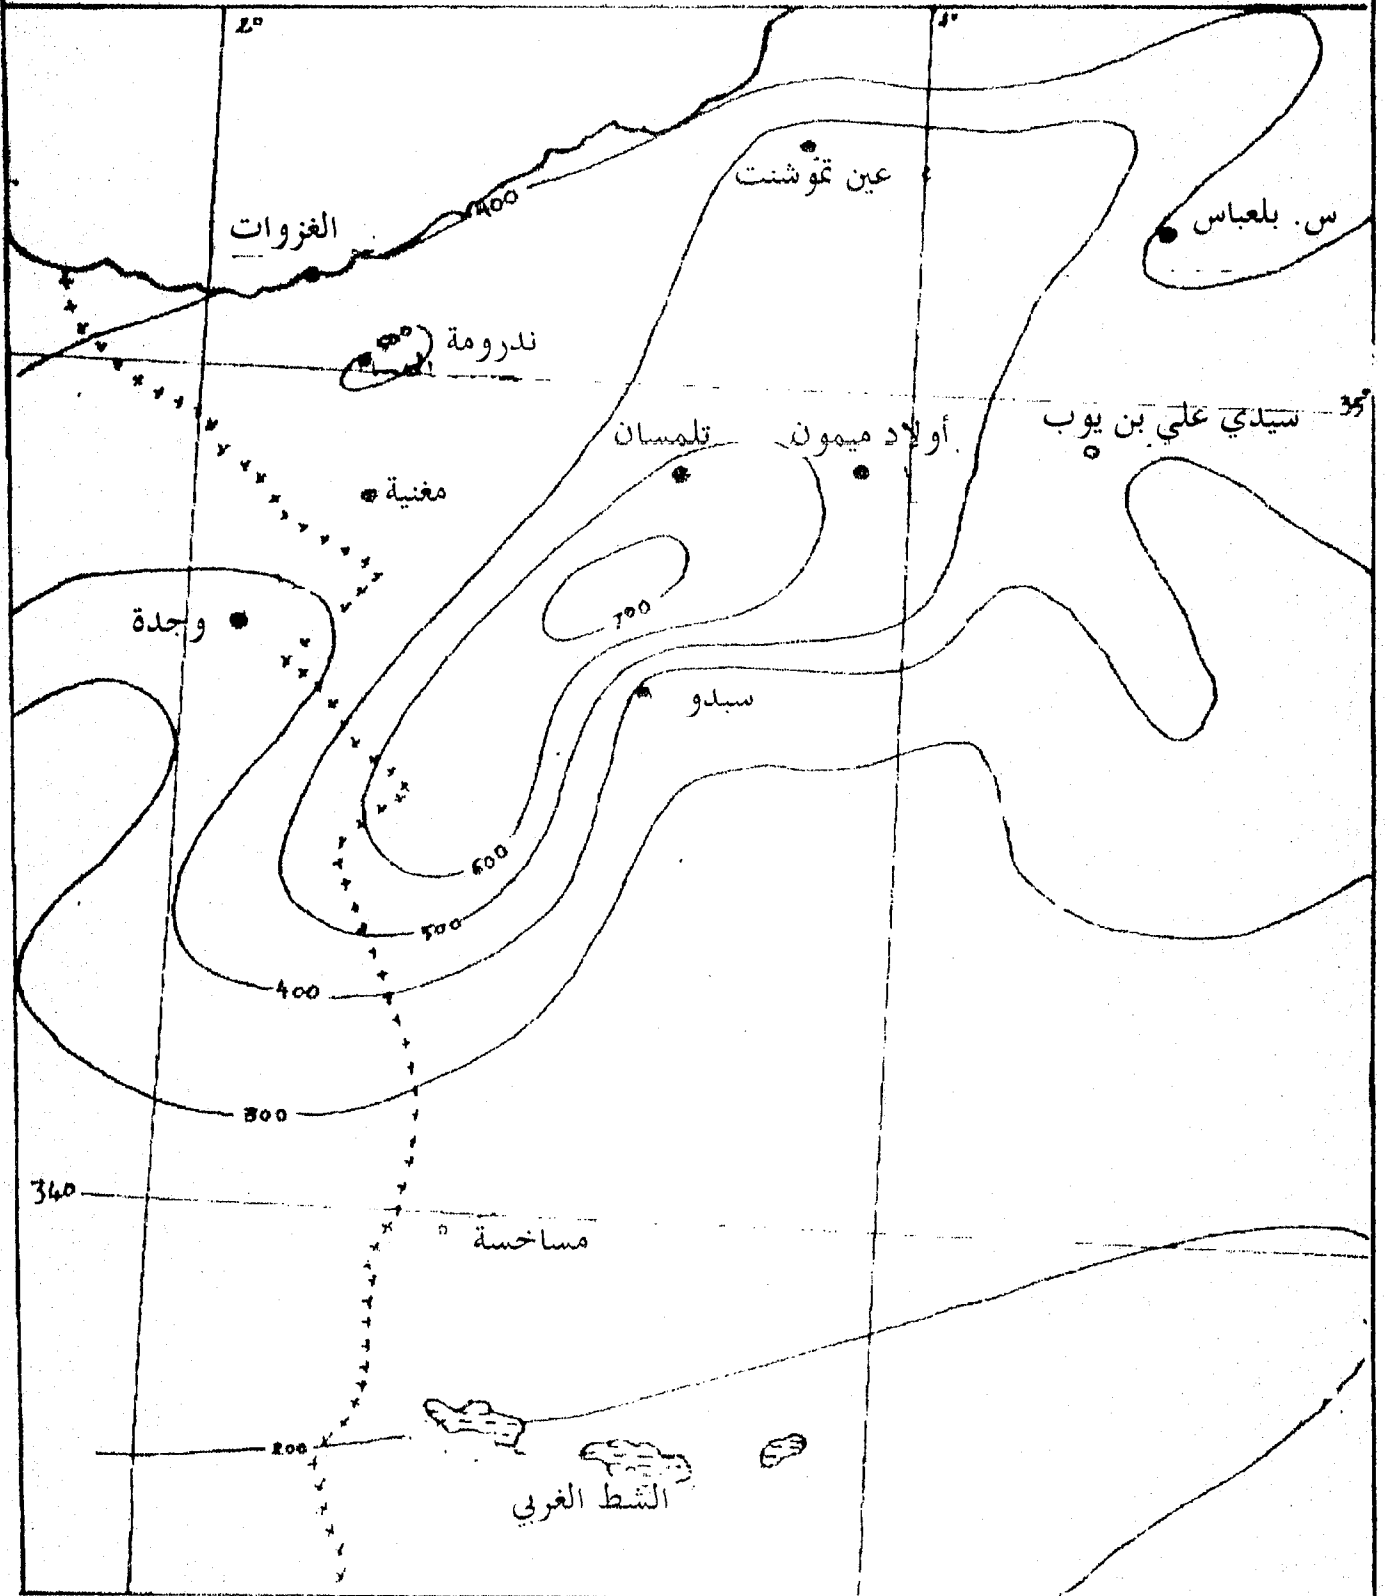 2°
1°
عين تموشنت
400
س. بلعباس
الغزوات
ندرومة
35°
سيدي علي بن يوب
أولاد ميمون
تلمسان
مغنية
700
وجدة
سبدو
600
500
400
300
340
مساخسة
200
الشط الغربي